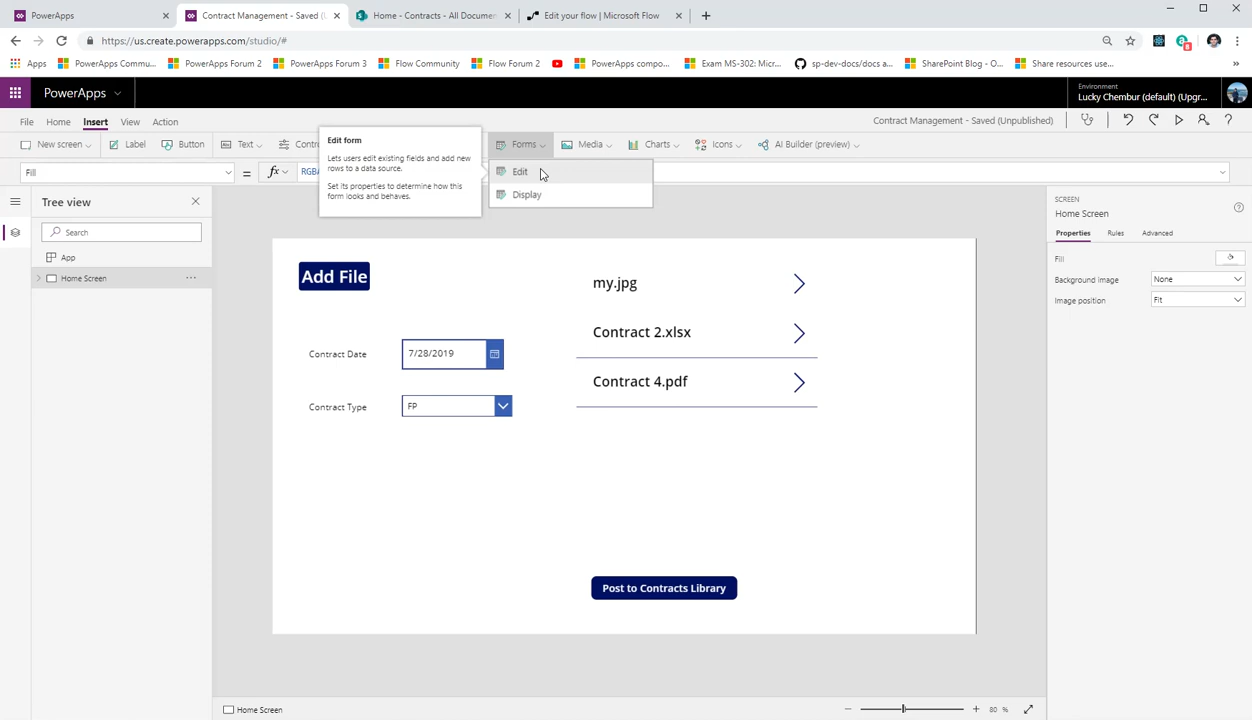 PowerApps
Contract Management - Saved (U
Home - Contracts - All Documen
Edit your flow | Microsoft Flow
https://us.create.powerapps.com/studio/#
Apps
PowerApps Commu...
PowerApps Forum 2
PowerApps Forum 3
Flow Community
Flow Forum 2
PowerApps compo...
Exam MS-302: Micr...
sp-dev-docs/docs a...
SharePoint Blog - O...
Share resources use...
»
PowerApps
Environment
Lucky Chembur (default) (Upgr...
File
Home
Insert
View
Action
Contract Management - Saved (Unpublished)
New screen
Label
Button
Text
Contr
Forms
Media
Charts
Icons
AI Builder (preview)
Edit form
Lets users edit existing fields and add new
rows to a data source.
Set its properties to determine how this
form looks and behaves.
Edit
Display
Fill
=
fx
RGBA
Tree view
Search
App
Home Screen
Add File
Contract Date
7/28/2019
Contract Type
FP
my.jpg
Contract 2.xlsx
Contract 4.pdf
Post to Contracts Library
SCREEN
Home Screen
Properties
Rules
Advanced
Fill
Background image
None
Image position
Fit
Home Screen
80 %